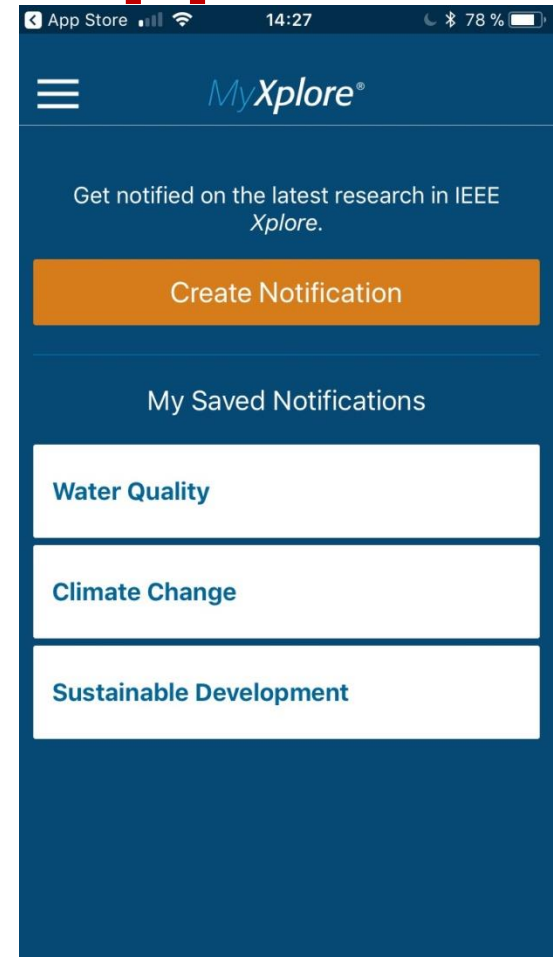 App Store 14:27 78 %
MyXplore®
Get notified on the latest research in IEEE
Xplore.
Create Notification
My Saved Notifications
Water Quality
Climate Change
Sustainable Development